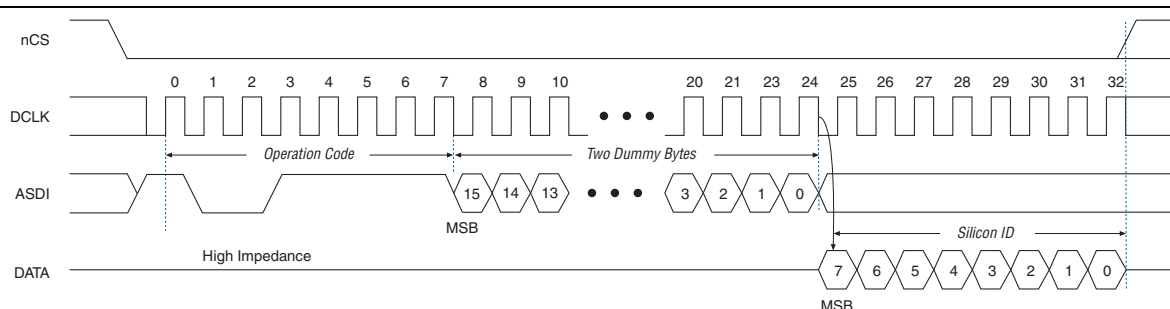 nCS
0 1 2 3 4 5 6 7 8 9 10 20 21 23 24 25 26 27 28 29 30 31 32
DCLK
Operation Code Two Dummy Bytes
ASDI 15 14 13 3 2 1 0
MSB
Silicon ID
High Impedance
DATA 7 6 5 4 3 2 1 0
MSB